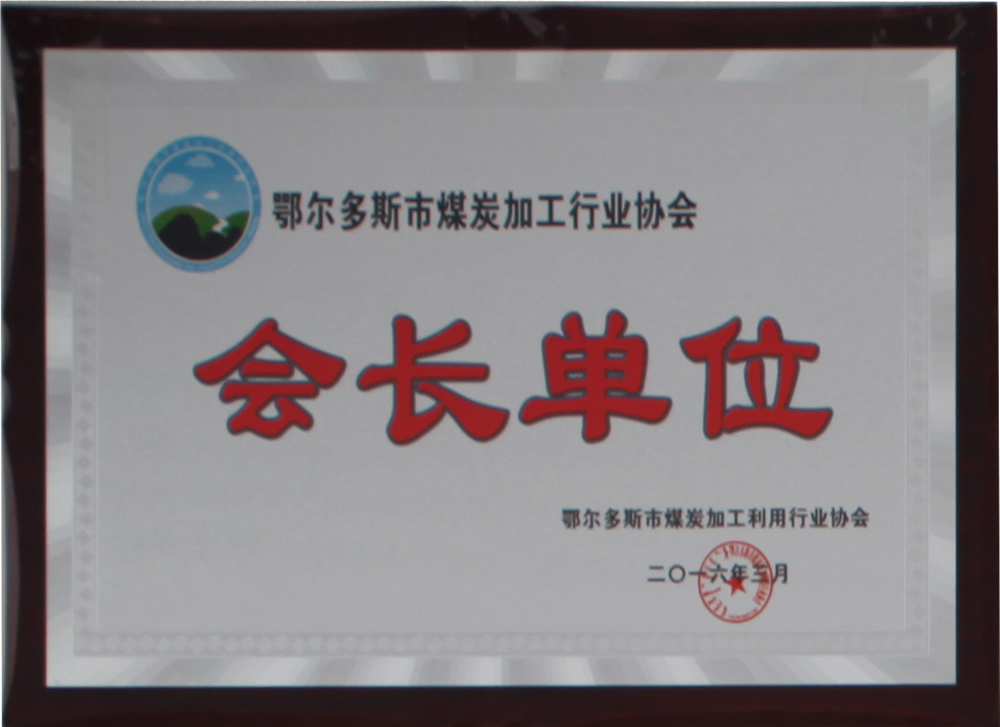 鄂尔多斯市煤炭加工行业协会
会长单位
鄂尔多斯市煤炭加工利用行业协会
二〇一六年三月